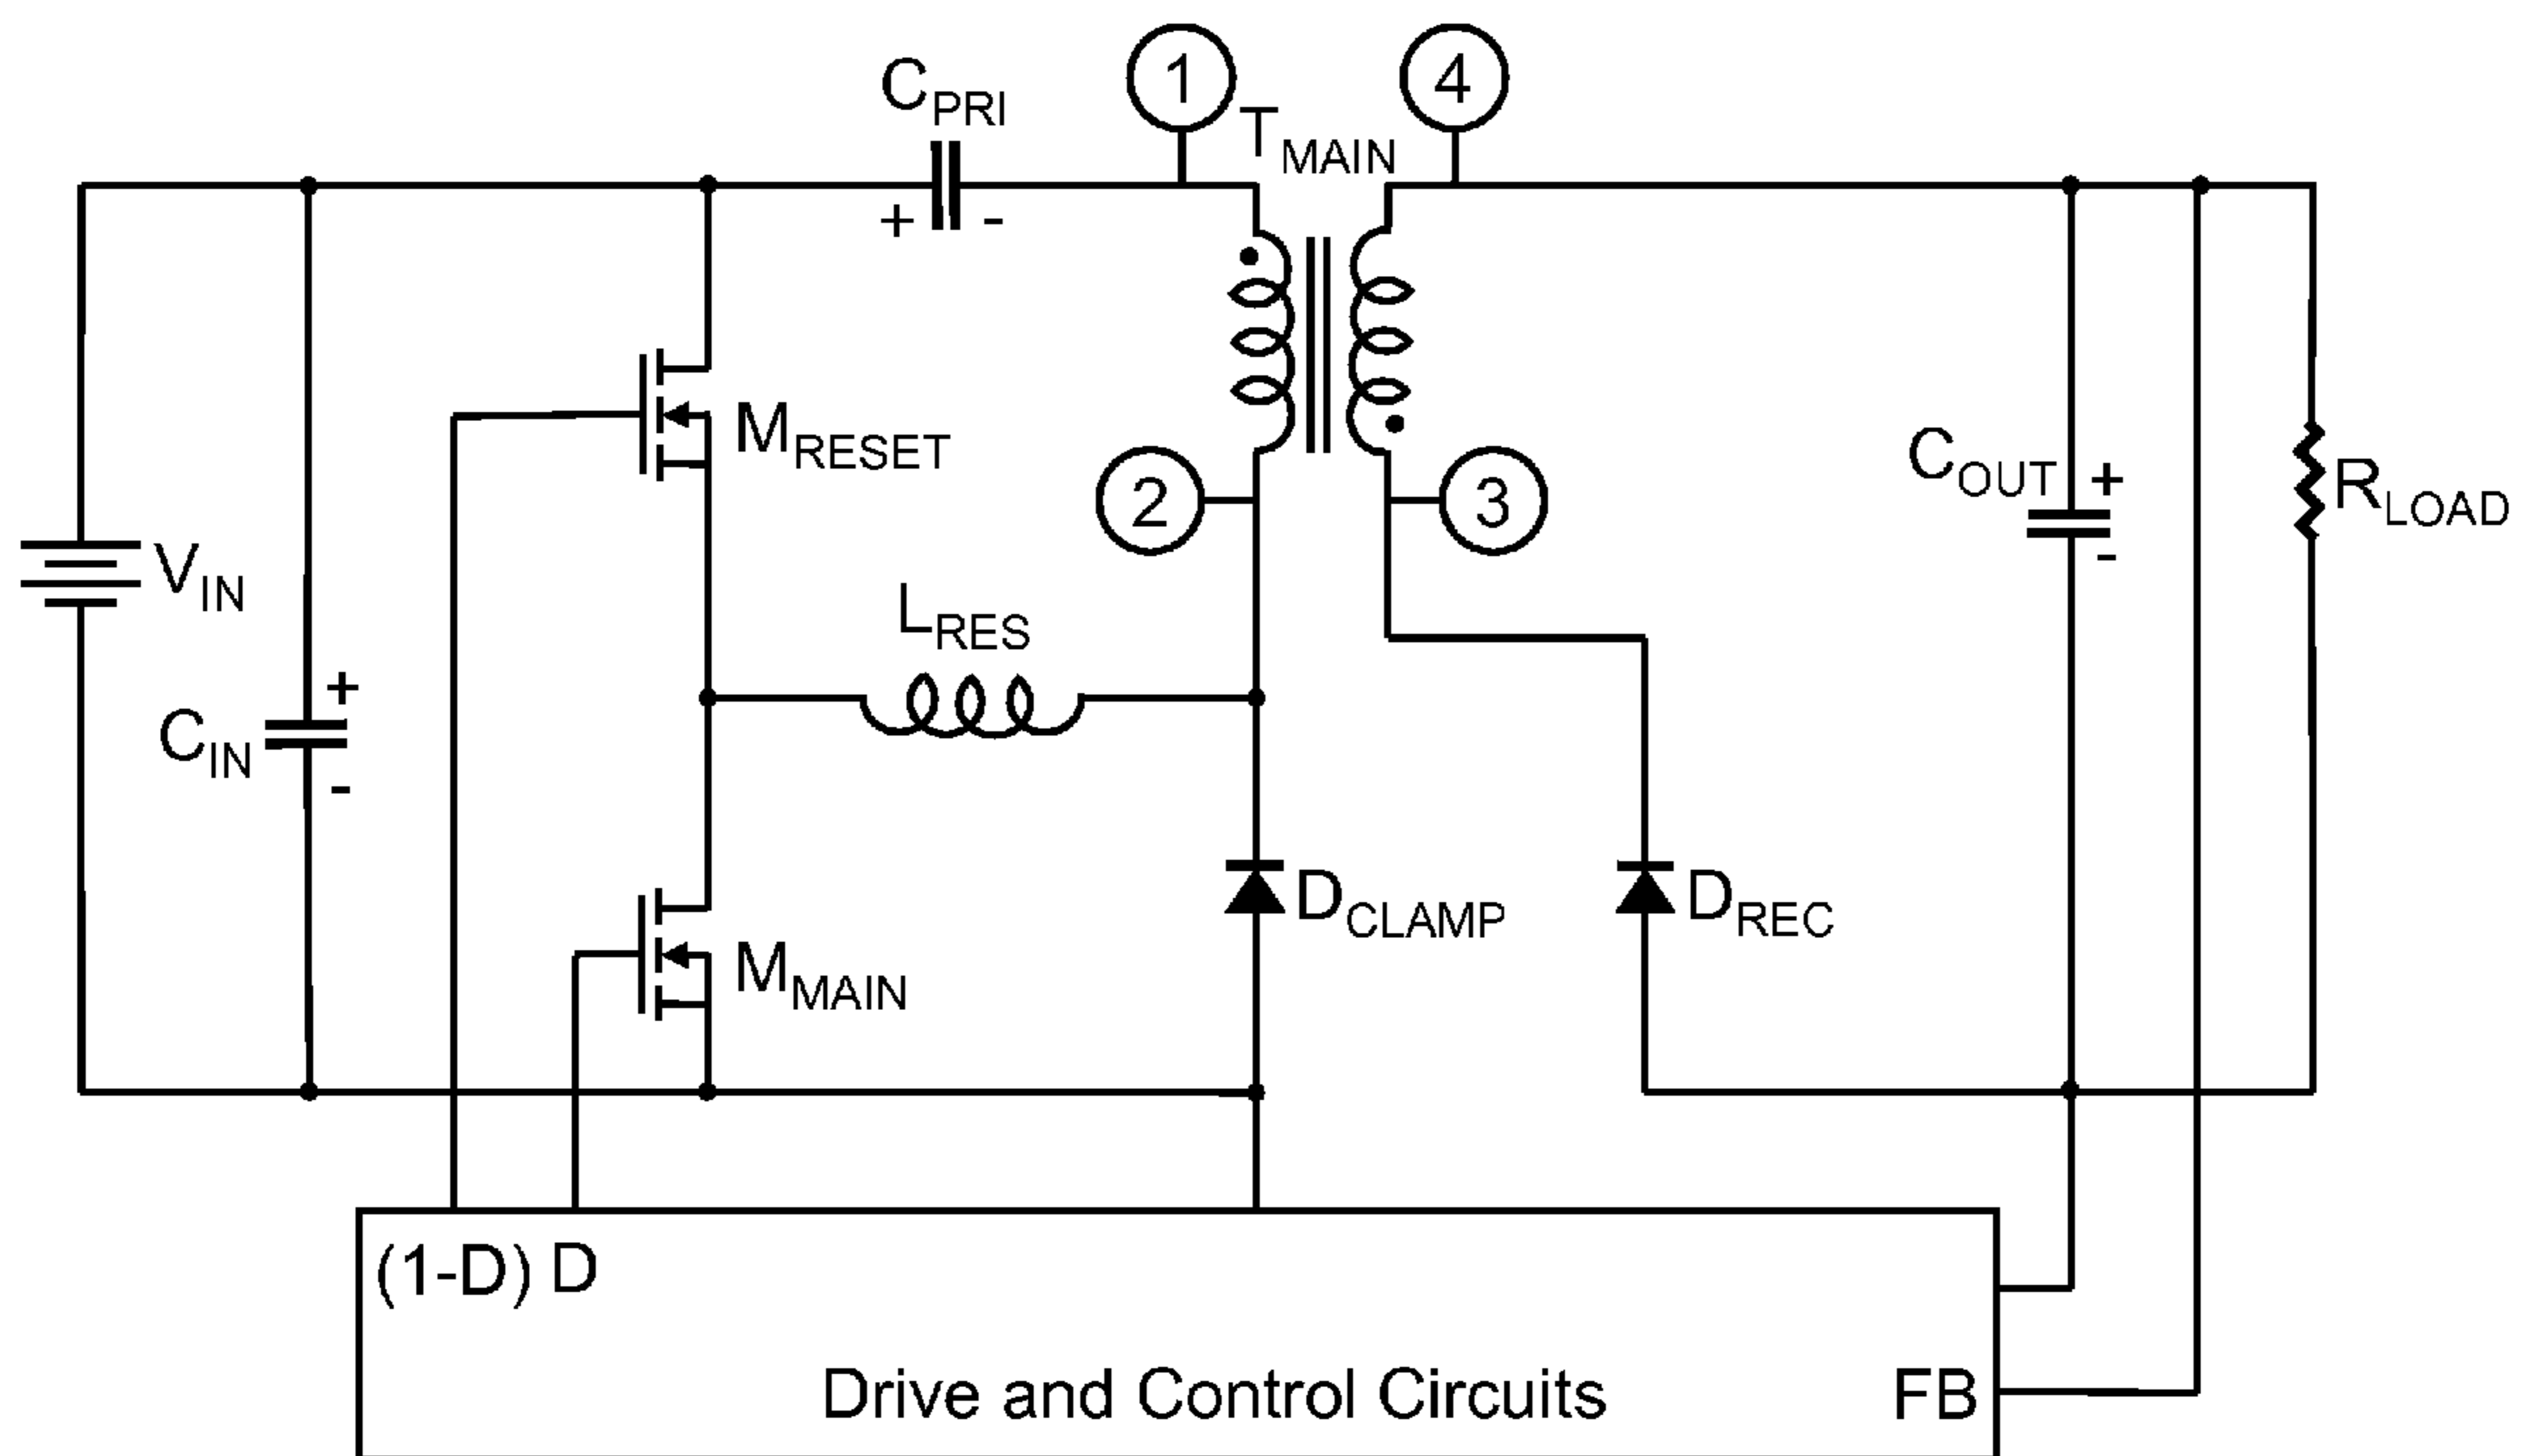 1
4
C_PRI
T_MAIN
+ -
M_RESET
2
3
C_OUT
+
-
R_LOAD
V_IN
L_RES
C_IN
+
-
D_CLAMP
D_REC
M_MAIN
(1-D) D
Drive and Control Circuits
FB